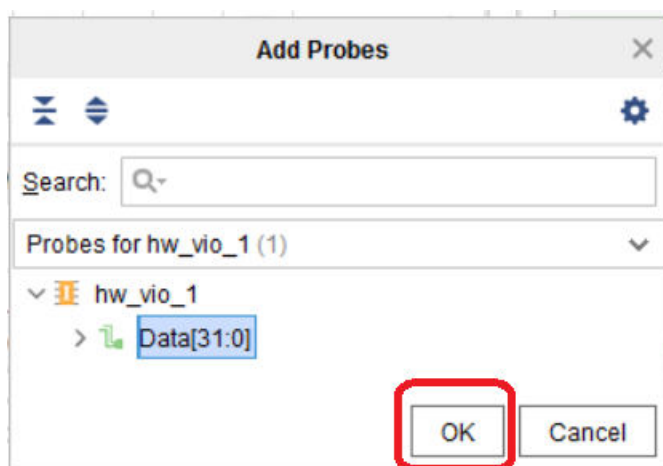 Add Probes
Search:
Probes for hw_vio_1 (1)
hw_vio_1
Data[31:0]
OK Cancel